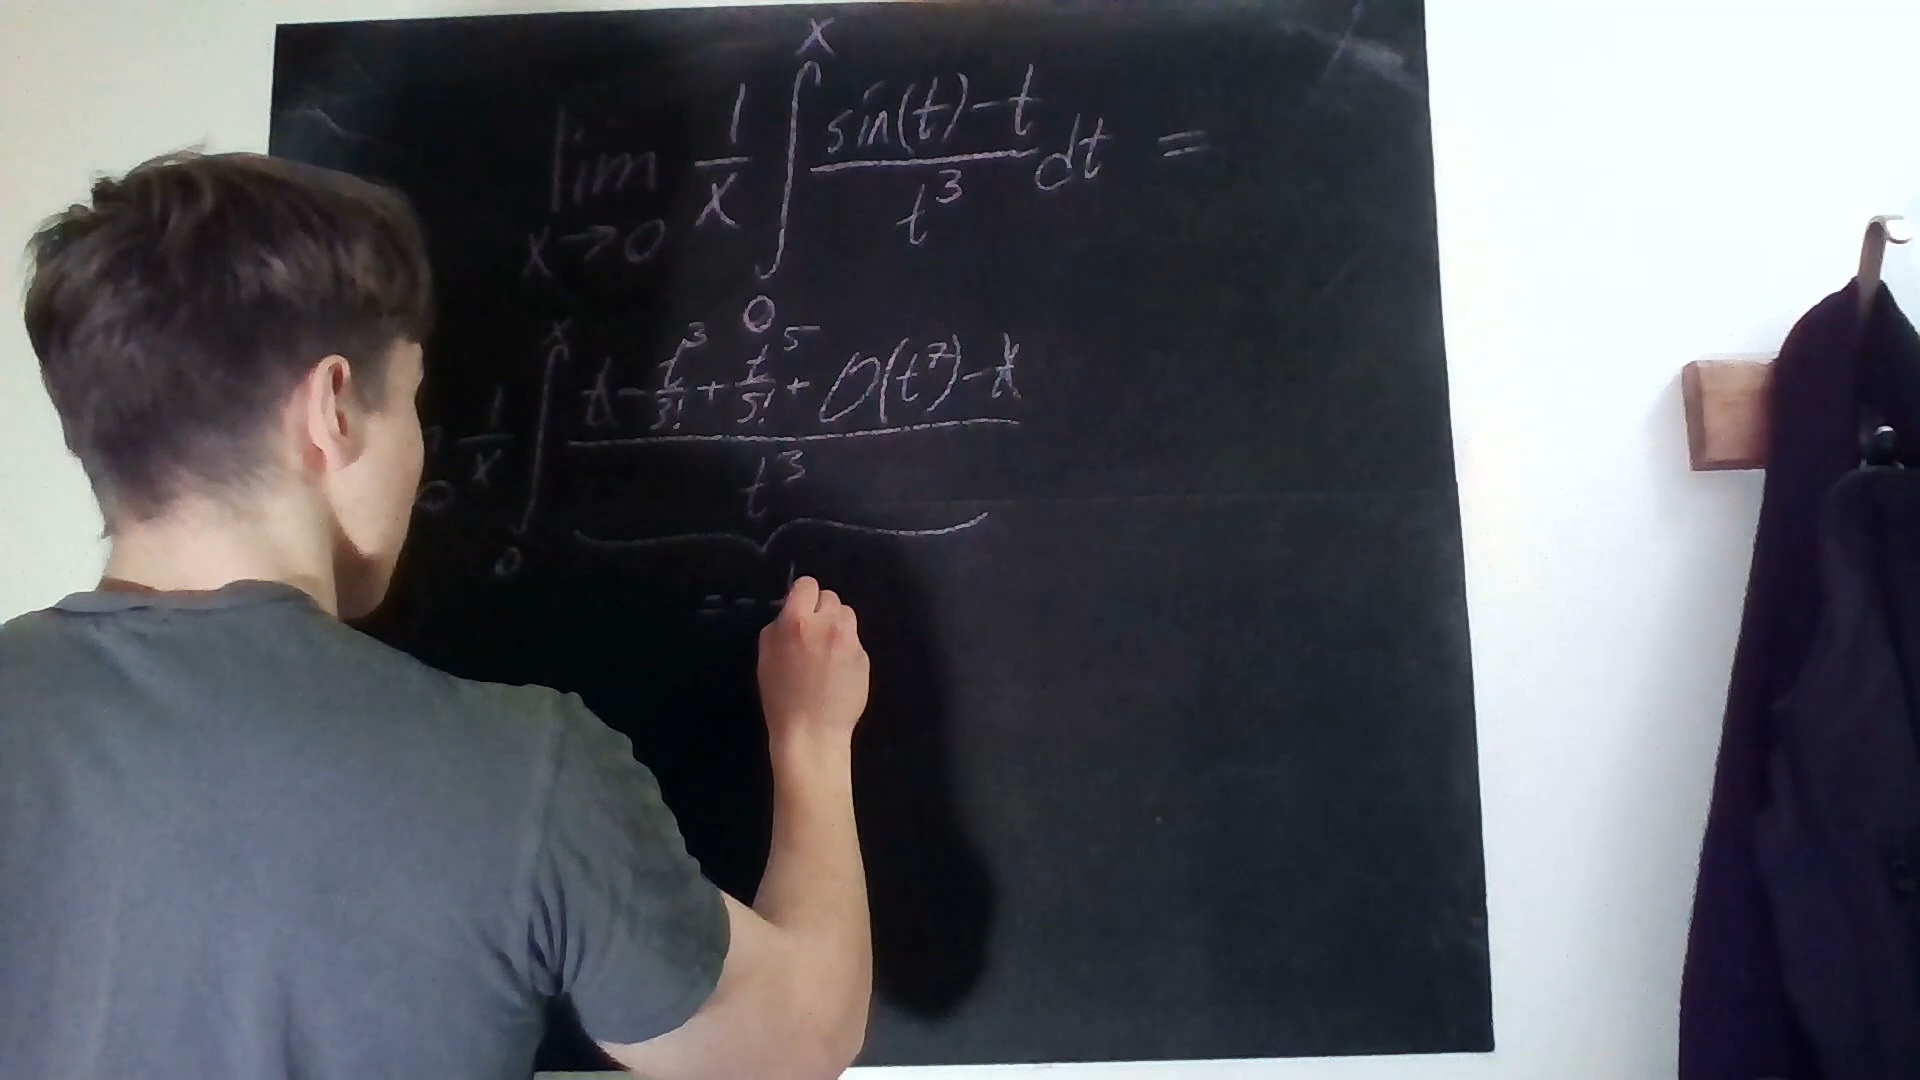 lim x→0 1/x ∫₀ˣ (sin(t)-t)/t³ dt =
1/x ∫₀ˣ (t - t³/3! + t⁵/5! + O(t⁷) - t)/t³
= -